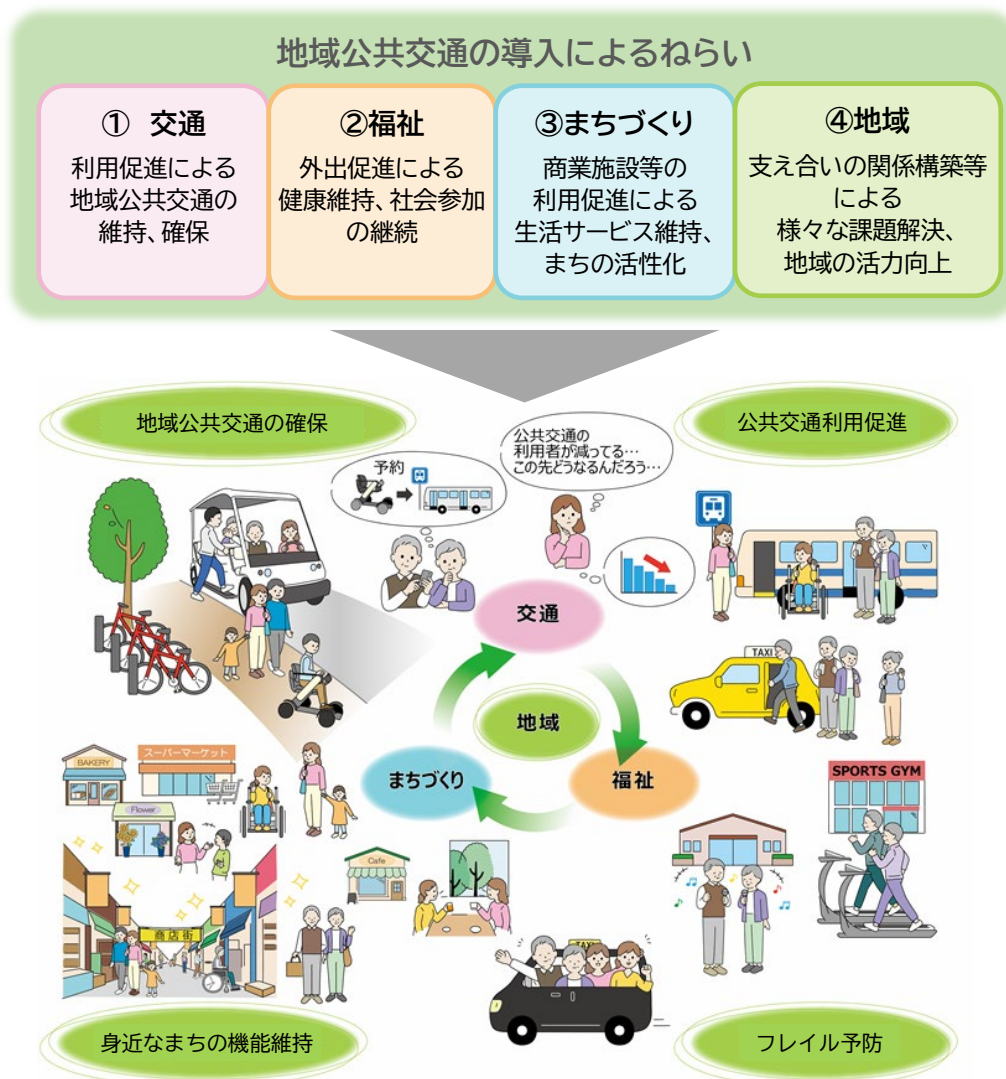 地域公共交通の導入によるねらい
① 交通
利用促進による
地域公共交通の
維持、確保
②福祉
外出促進による
健康維持、社会参加
の継続
③まちづくり
商業施設等の
利用促進による
生活サービス維持、
まちの活性化
④地域
支え合いの関係構築等
による
様々な課題解決、
地域の活力向上
地域公共交通の確保
公共交通利用促進
予約
公共交通の
利用者が減ってる…
この先どうなるんだろう…
交通
TAXI
地域
まちづくり
福祉
BAKERY
スーパーマーケット
Flower
SPORTS GYM
Cafe
商店街
TAXI
身近なまちの機能維持
フレイル予防